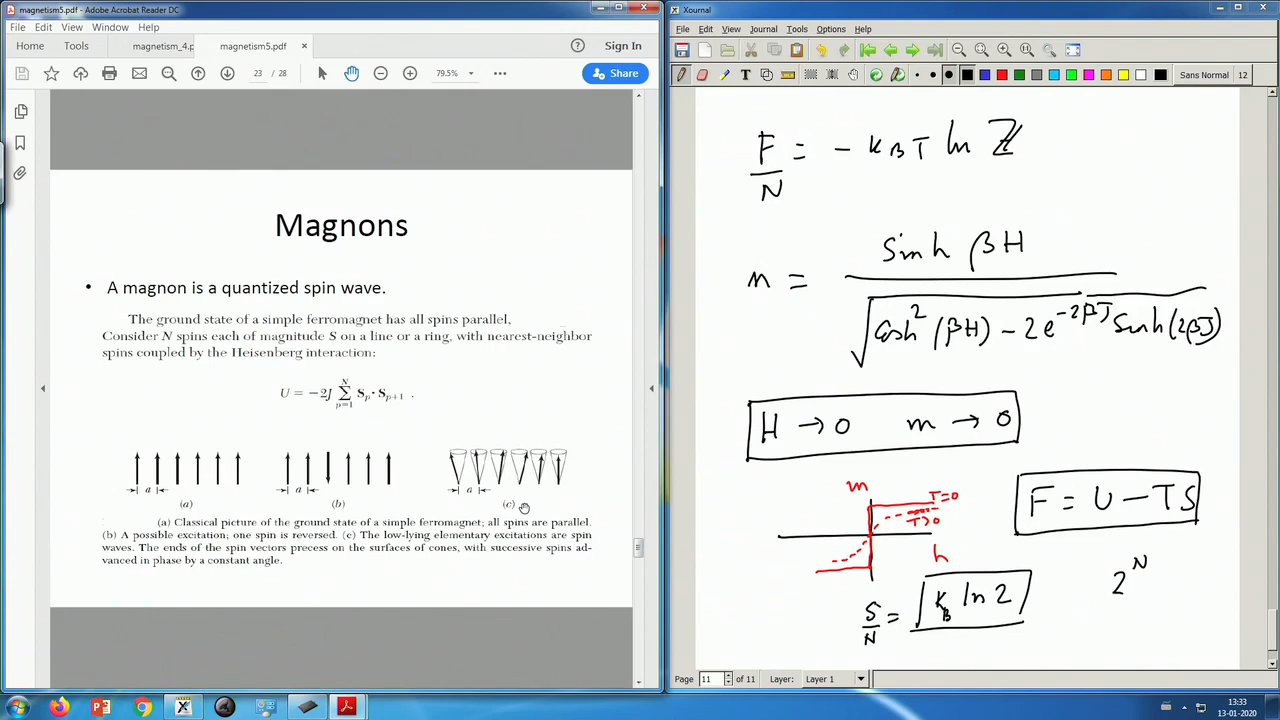 magnetism5.pdf - Adobe Acrobat Reader DC
File Edit View Window Help
Home Tools magnetism_4.p magnetism5.pdf × Sign In
23 / 28 79.5% Share
Magnons
• A magnon is a quantized spin wave.
The ground state of a simple ferromagnet has all spins parallel,
Consider N spins each of magnitude S on a line or a ring, with nearest-neighbor
spins coupled by the Heisenberg interaction:
U = −2J ∑_{p=1}^{N} S_p · S_{p+1} .
a a a
(a) (b) (c)
(a) Classical picture of the ground state of a simple ferromagnet; all spins are parallel.
(b) A possible excitation; one spin is reversed. (c) The low-lying elementary excitations are spin
waves. The ends of the spin vectors precess on the surfaces of cones, with successive spins ad-
vanced in phase by a constant angle.
Xournal
File Edit View Journal Tools Options Help
Sans Normal 12
F/N = − k_B T ln Z
m = Sinh βH / √(Cosh² (βH) − 2 e^{−2βJ} Sinh (2βJ))
H → 0 m → 0
m T=0
T>0
h
F = U − TS
2^N
S/N = k_B ln 2
Page 11 of 11 Layer: Layer 1
13:33
13-01-2020